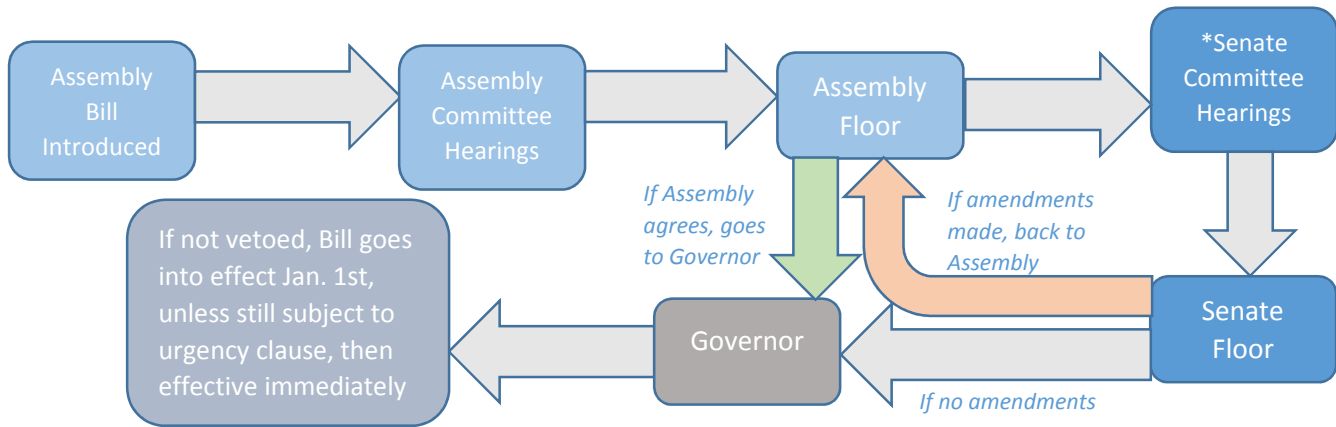 Assembly
Bill
Introduced
Assembly
Committee
Hearings
Assembly
Floor
*Senate
Committee
Hearings
If Assembly
agrees, goes
to Governor
If amendments
made, back to
Assembly
Senate
Floor
If no amendments
Governor
If not vetoed, Bill goes
into effect Jan. 1st,
unless still subject to
urgency clause, then
effective immediately